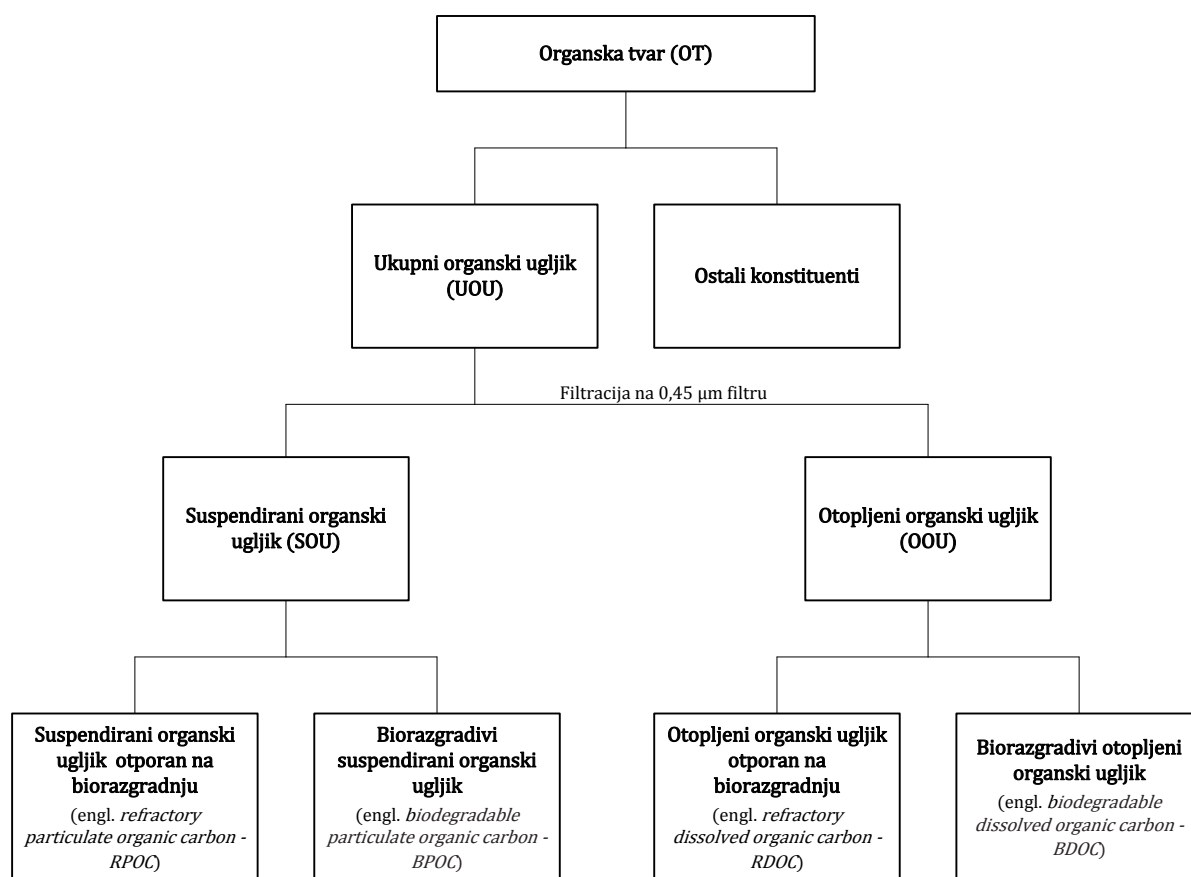 Organska tvar (OT)
Ukupni organski ugljik
(UOU)
Ostali konstituenti
Filtracija na 0,45 μm filtru
Suspendirani organski
ugljik (SOU)
Otopljeni organski ugljik
(OOU)
Suspendirani organski
ugljik otporan na
biorazgradnju
(engl. refractory
particulate organic carbon -
RPOC)
Biorazgradivi
suspendirani organski
ugljik
(engl. biodegradable
particulate organic carbon -
BPOC)
Otopljeni organski ugljik
otporan na
biorazgradnju
(engl. refractory
dissolved organic carbon -
RDOC)
Biorazgradivi otopljeni
organski ugljik
(engl. biodegradable
dissolved organic carbon -
BDOC)